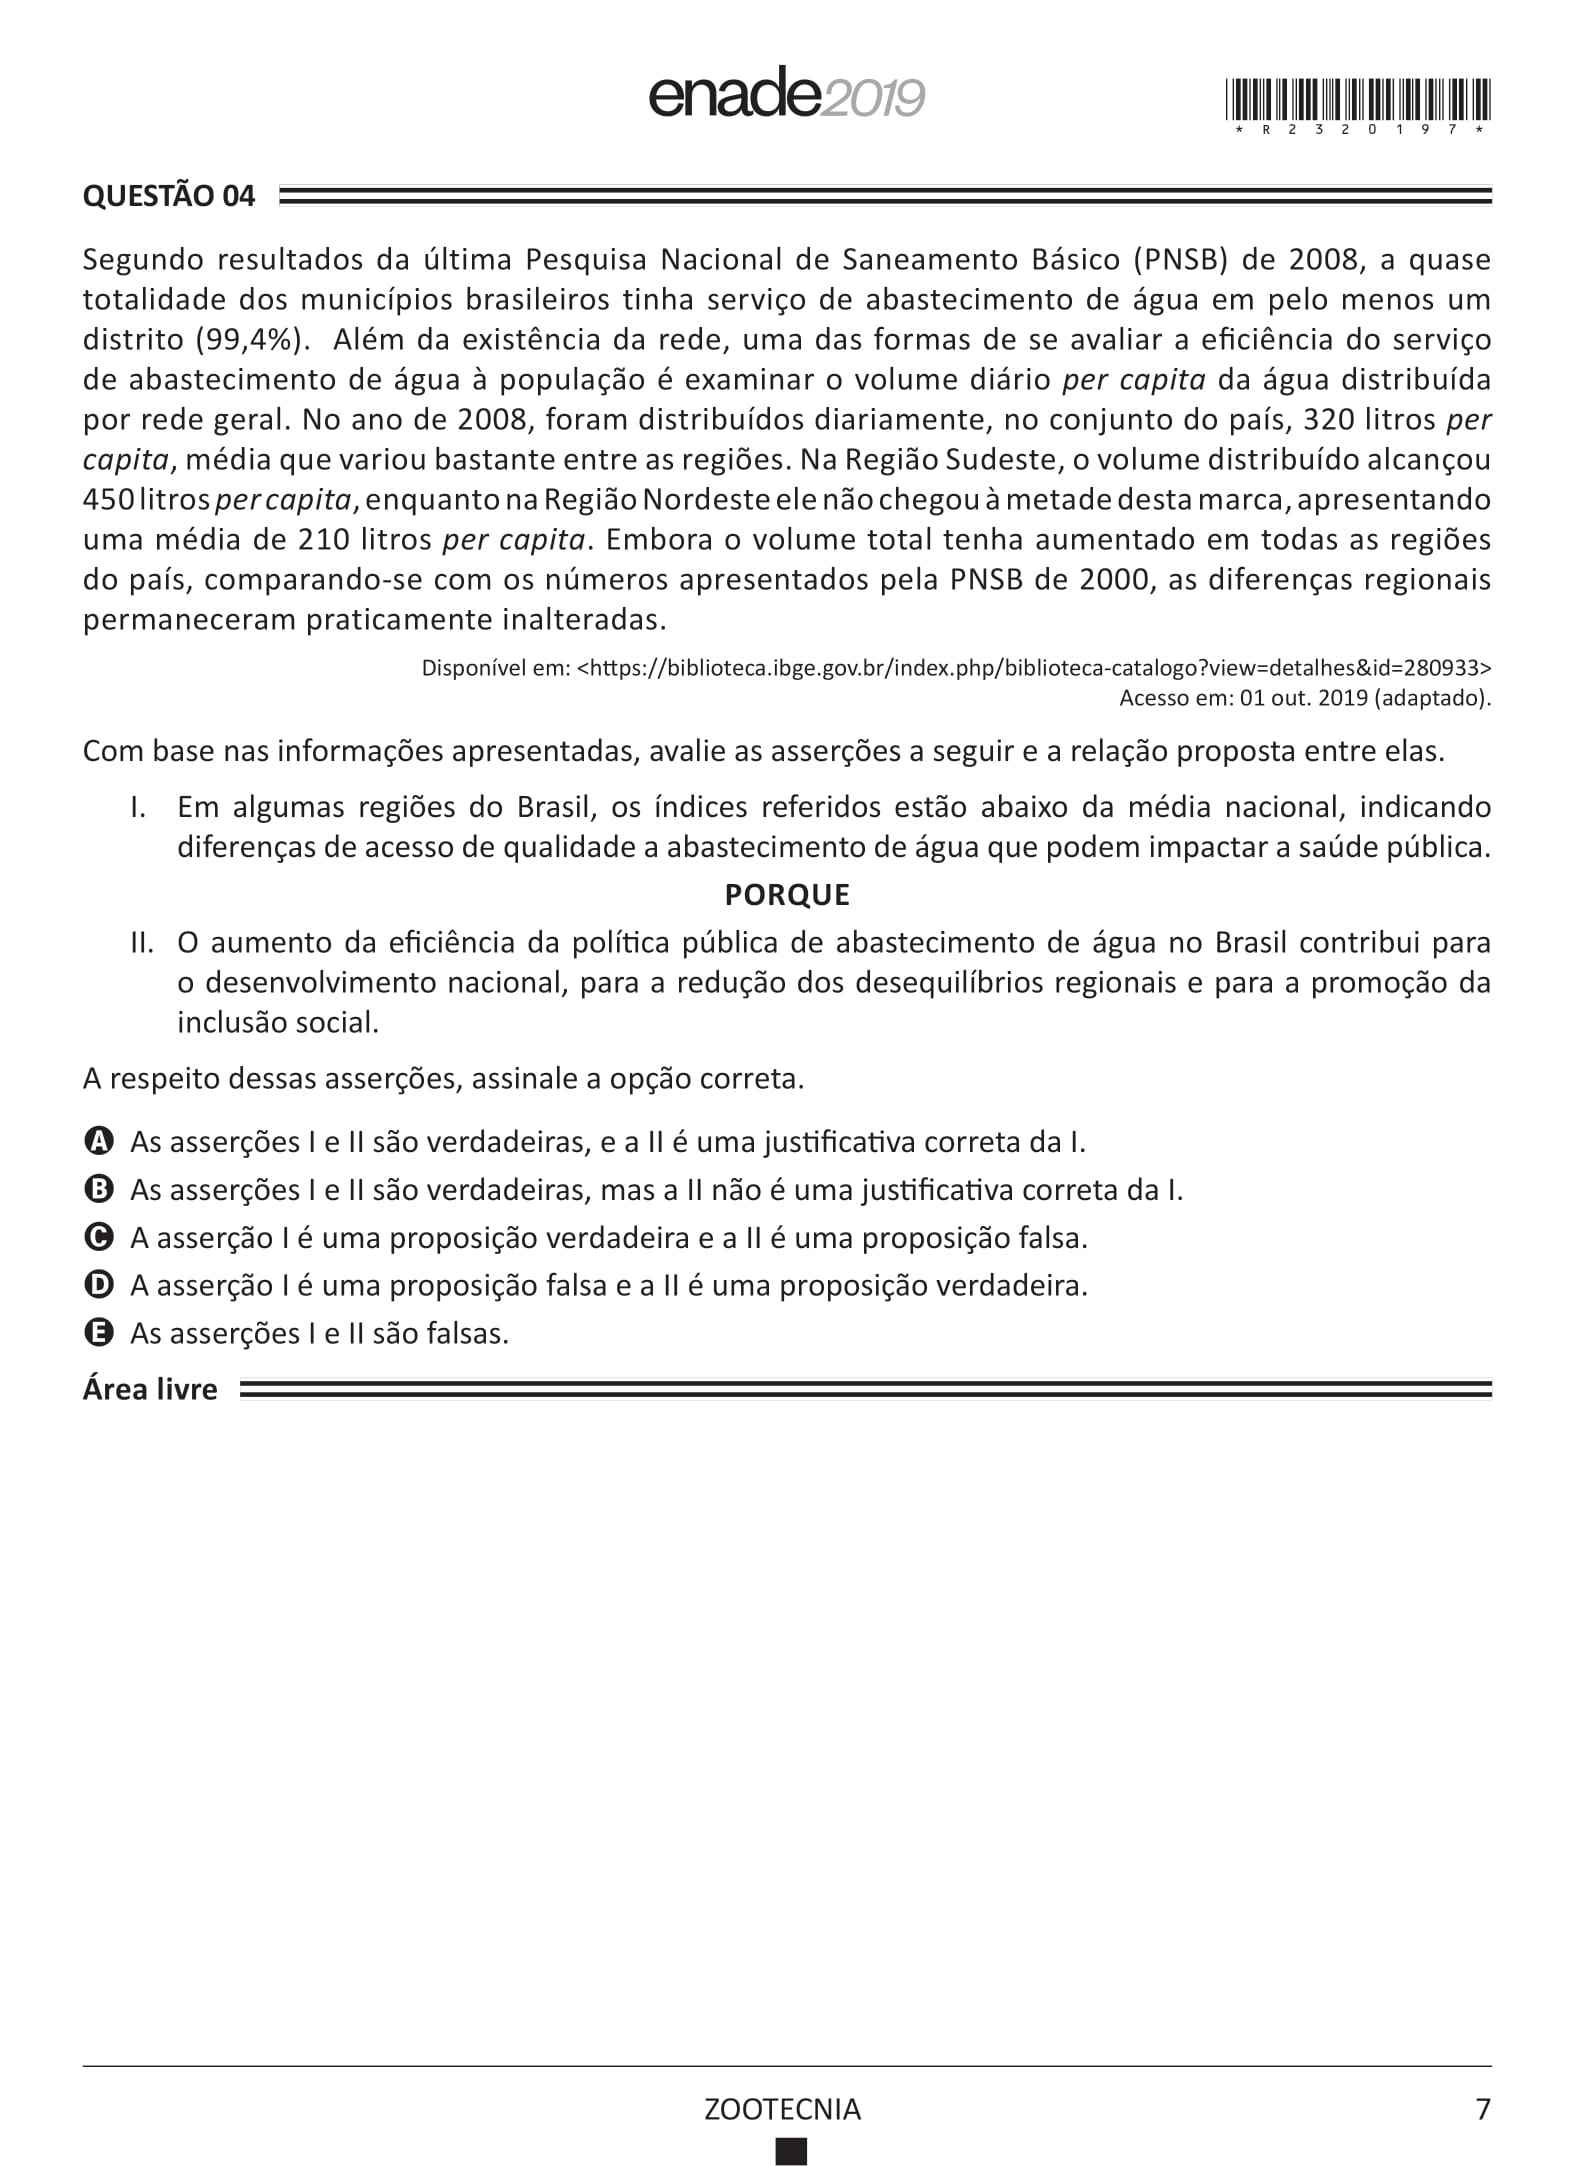 enade2019
*R2320197*
QUESTÃO 04
Segundo resultados da última Pesquisa Nacional de Saneamento Básico (PNSB) de 2008, a quase
totalidade dos municípios brasileiros tinha serviço de abastecimento de água em pelo menos um
distrito (99,4%). Além da existência da rede, uma das formas de se avaliar a eficiência do serviço
de abastecimento de água à população é examinar o volume diário per capita da água distribuída
por rede geral. No ano de 2008, foram distribuídos diariamente, no conjunto do país, 320 litros per
capita, média que variou bastante entre as regiões. Na Região Sudeste, o volume distribuído alcançou
450 litros per capita, enquanto na Região Nordeste ele não chegou à metade desta marca, apresentando
uma média de 210 litros per capita. Embora o volume total tenha aumentado em todas as regiões
do país, comparando-se com os números apresentados pela PNSB de 2000, as diferenças regionais
permaneceram praticamente inalteradas.
Disponível em: <https://biblioteca.ibge.gov.br/index.php/biblioteca-catalogo?view=detalhes&id=280933>
Acesso em: 01 out. 2019 (adaptado).
Com base nas informações apresentadas, avalie as asserções a seguir e a relação proposta entre elas.
I. Em algumas regiões do Brasil, os índices referidos estão abaixo da média nacional, indicando
diferenças de acesso de qualidade a abastecimento de água que podem impactar a saúde pública.
PORQUE
II. O aumento da eficiência da política pública de abastecimento de água no Brasil contribui para
o desenvolvimento nacional, para a redução dos desequilíbrios regionais e para a promoção da
inclusão social.
A respeito dessas asserções, assinale a opção correta.
A As asserções I e II são verdadeiras, e a II é uma justificativa correta da I.
B As asserções I e II são verdadeiras, mas a II não é uma justificativa correta da I.
C A asserção I é uma proposição verdadeira e a II é uma proposição falsa.
D A asserção I é uma proposição falsa e a II é uma proposição verdadeira.
E As asserções I e II são falsas.
Área livre
ZOOTECNIA
7